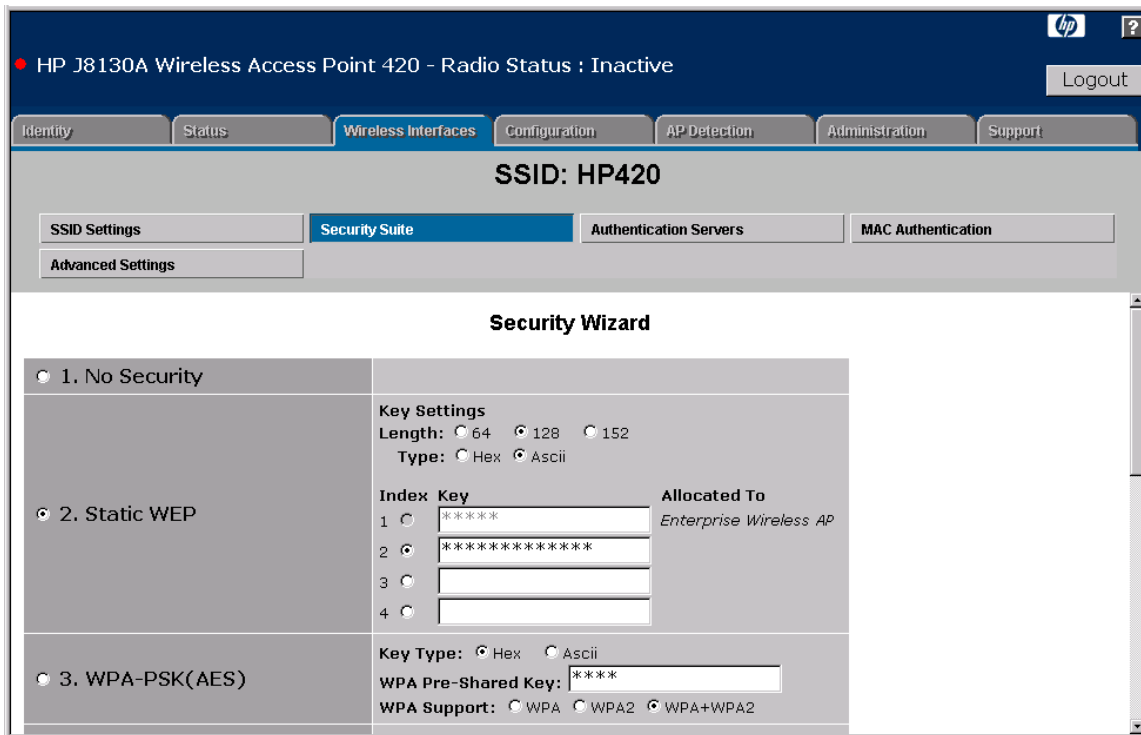 hp
?
HP J8130A Wireless Access Point 420 - Radio Status : Inactive
Logout
Identity Status Wireless Interfaces Configuration AP Detection Administration Support
SSID: HP420
SSID Settings Security Suite Authentication Servers MAC Authentication
Advanced Settings
Security Wizard
1. No Security
Key Settings
Length: 64 128 152
Type: Hex Ascii
2. Static WEP
Index Key Allocated To
1 ***** Enterprise Wireless AP
2 *************
3
4
3. WPA-PSK(AES)
Key Type: Hex Ascii
WPA Pre-Shared Key: ****
WPA Support: WPA WPA2 WPA+WPA2